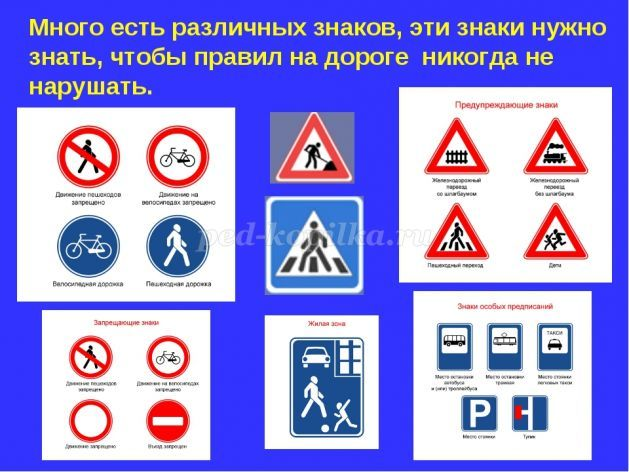 Много есть различных знаков, эти знаки нужно
знать, чтобы правил на дороге никогда не
нарушать.
Движение пешеходов
запрещено
Движение на
велосипедах запрещено
Велосипедная дорожка
Пешеходная дорожка
ped-kopilka.ru
Предупреждающие знаки
Железнодорожный
переезд
со шлагбаумом
Железнодорожный
переезд
без шлагбаума
Пешеходный переход
Дети
Запрещающие знаки
Движение пешеходов
запрещено
Движение на велосипедах
запрещено
Движение запрещено
Въезд запрещен
Жилая зона
Знаки особых предписаний
ТАКСИ
Место остановки
автобуса
и (или) троллейбуса
Место остановки
трамвая
Место стоянки
легковых такси
P
Место стоянки
Тупик